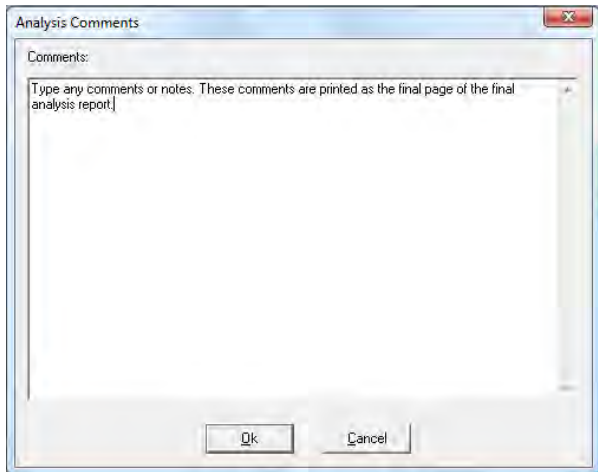 Analysis Comments
Comments:
Type any comments or notes. These comments are printed as the final page of the final
analysis report.
Ok
Cancel